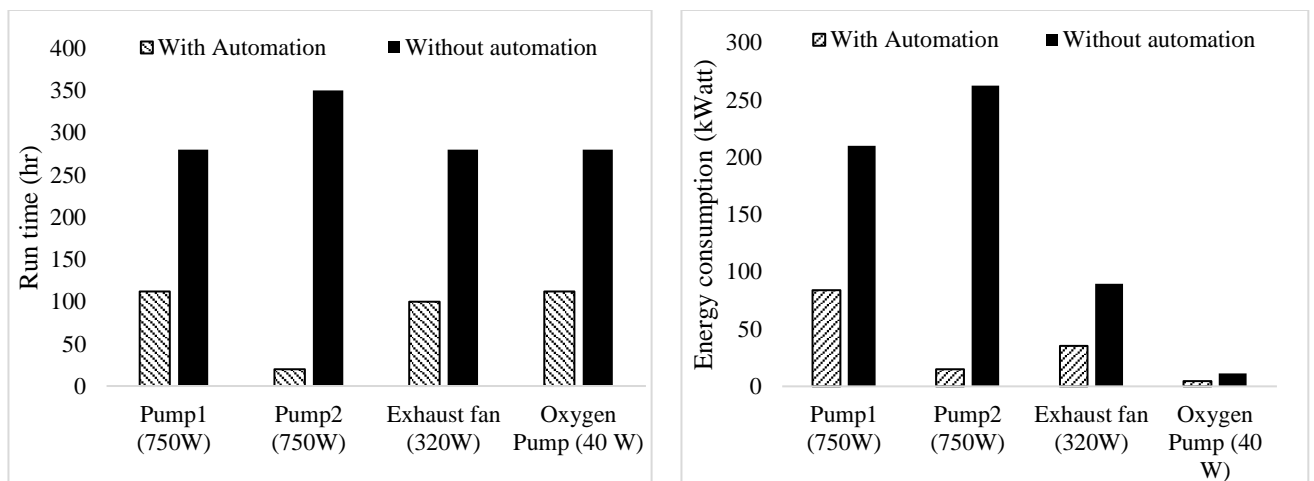 With Automation
Without automation
Run time (hr)
400
350
300
250
200
150
100
50
0
Pump1
(750W)
Pump2
(750W)
Exhaust fan
(320W)
Oxygen
Pump (40 W)
With Automation
Without automation
Energy consumption (kWatt)
300
250
200
150
100
50
0
Pump1
(750W)
Pump2
(750W)
Exhaust fan
(320W)
Oxygen
Pump (40
W)